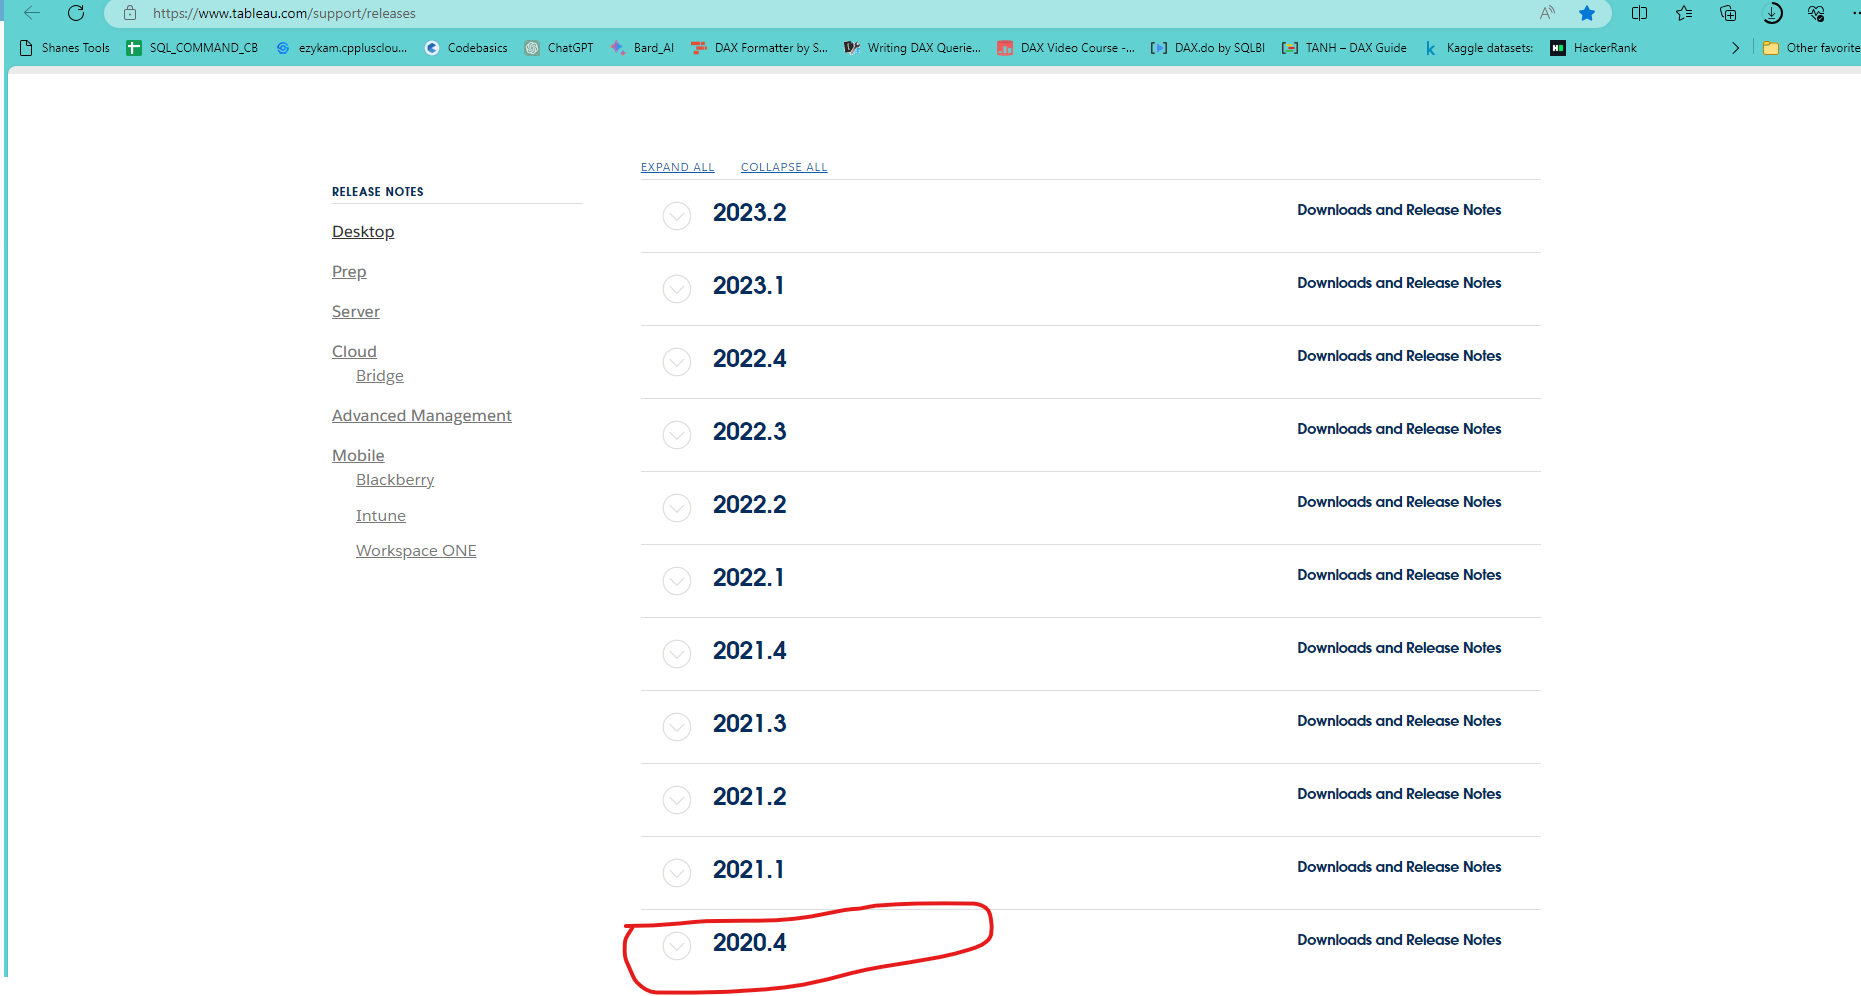 https://www.tableau.com/support/releases
Shanes Tools SQL_COMMAND_CB ezykam.cpplusclou... Codebasics ChatGPT Bard_AI DAX Formatter by S... Writing DAX Querie... DAX Video Course -... DAX.do by SQLBI TANH – DAX Guide Kaggle datasets: HackerRank Other favorite
EXPAND ALL COLLAPSE ALL
RELEASE NOTES
Desktop
Prep
Server
Cloud
Bridge
Advanced Management
Mobile
Blackberry
Intune
Workspace ONE
2023.2 Downloads and Release Notes
2023.1 Downloads and Release Notes
2022.4 Downloads and Release Notes
2022.3 Downloads and Release Notes
2022.2 Downloads and Release Notes
2022.1 Downloads and Release Notes
2021.4 Downloads and Release Notes
2021.3 Downloads and Release Notes
2021.2 Downloads and Release Notes
2021.1 Downloads and Release Notes
2020.4 Downloads and Release Notes